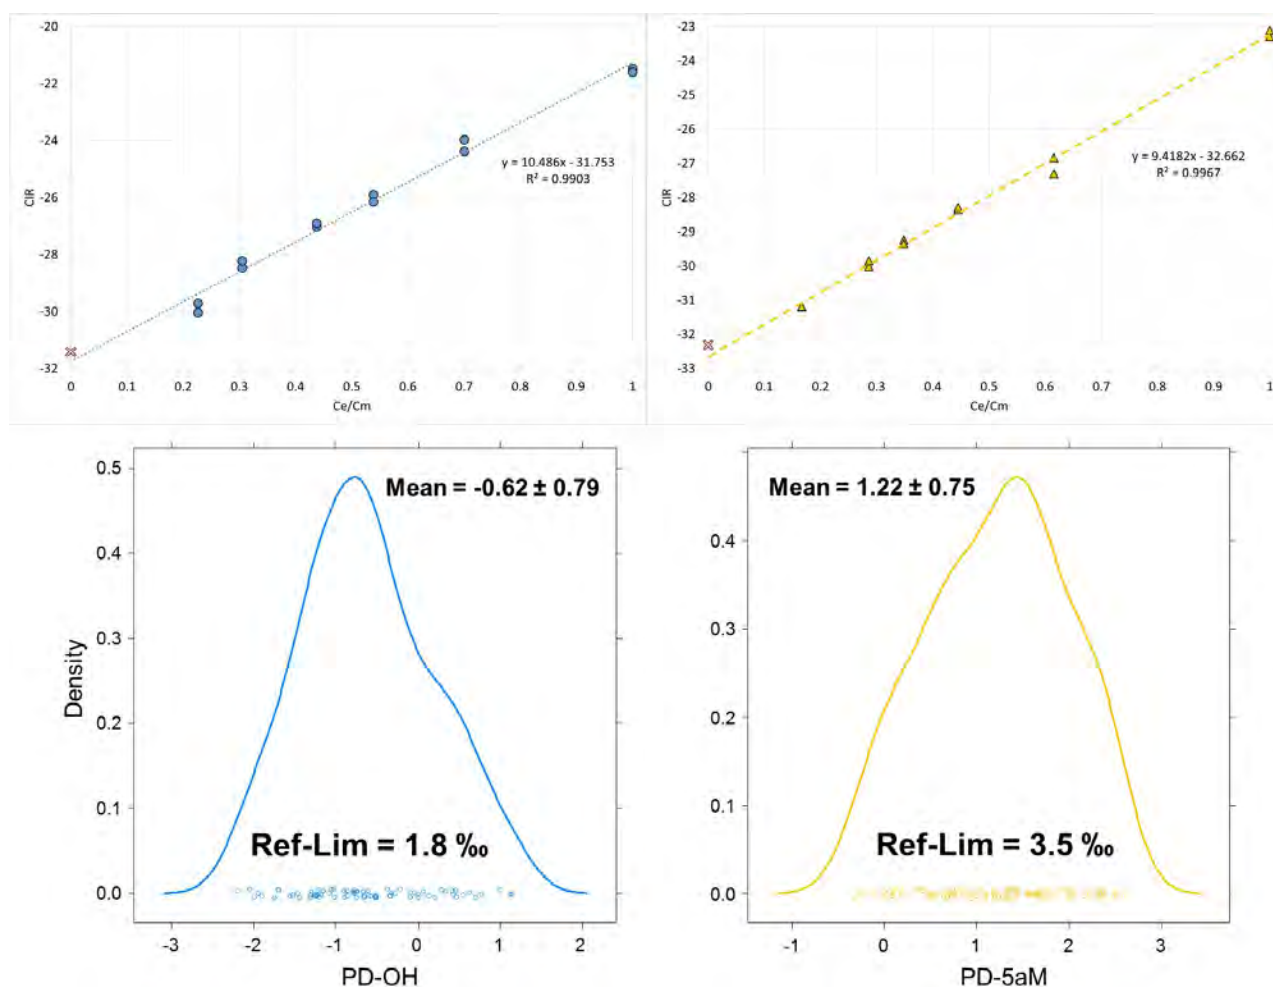 -20
-22
-24
-26
-28
-30
-32
CIR
y = 10.486x - 31.753
R² = 0.9903
0 0.1 0.2 0.3 0.4 0.5 0.6 0.7 0.8 0.9 1
Ce/Cm
-23
-24
-25
-26
-27
-28
-29
-30
-31
-32
-33
CIR
y = 9.4182x - 32.662
R² = 0.9967
0 0.1 0.2 0.3 0.4 0.5 0.6 0.7 0.8 0.9 1
Ce/Cm
0.5
0.4
0.3
0.2
0.1
0.0
Density
Mean = -0.62 ± 0.79
Ref-Lim = 1.8 ‰
-3 -2 -1 0 1 2
PD-OH
0.4
0.3
0.2
0.1
0.0
Mean = 1.22 ± 0.75
Ref-Lim = 3.5 ‰
-1 0 1 2 3
PD-5aM